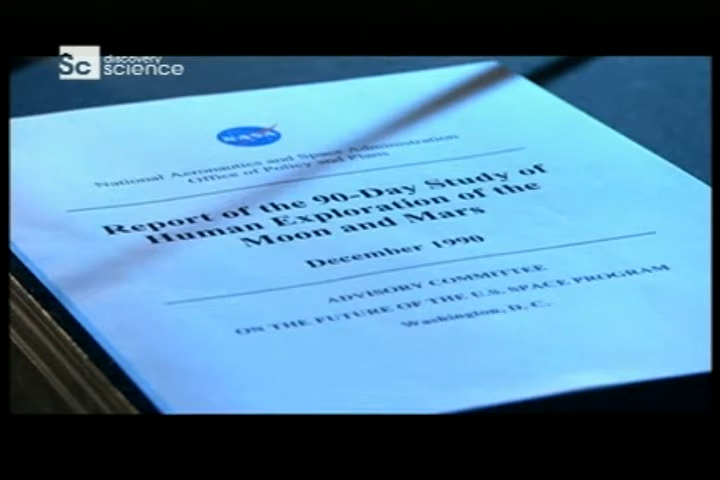 Sc discovery
science
NASA
National Aeronautics and Space Administration
Office of Policy and Plans
Report of the 90-Day Study of
Human Exploration of the
Moon and Mars
December 1990
ADVISORY COMMITTEE
ON THE FUTURE OF THE U.S. SPACE PROGRAM
Washington, D. C.